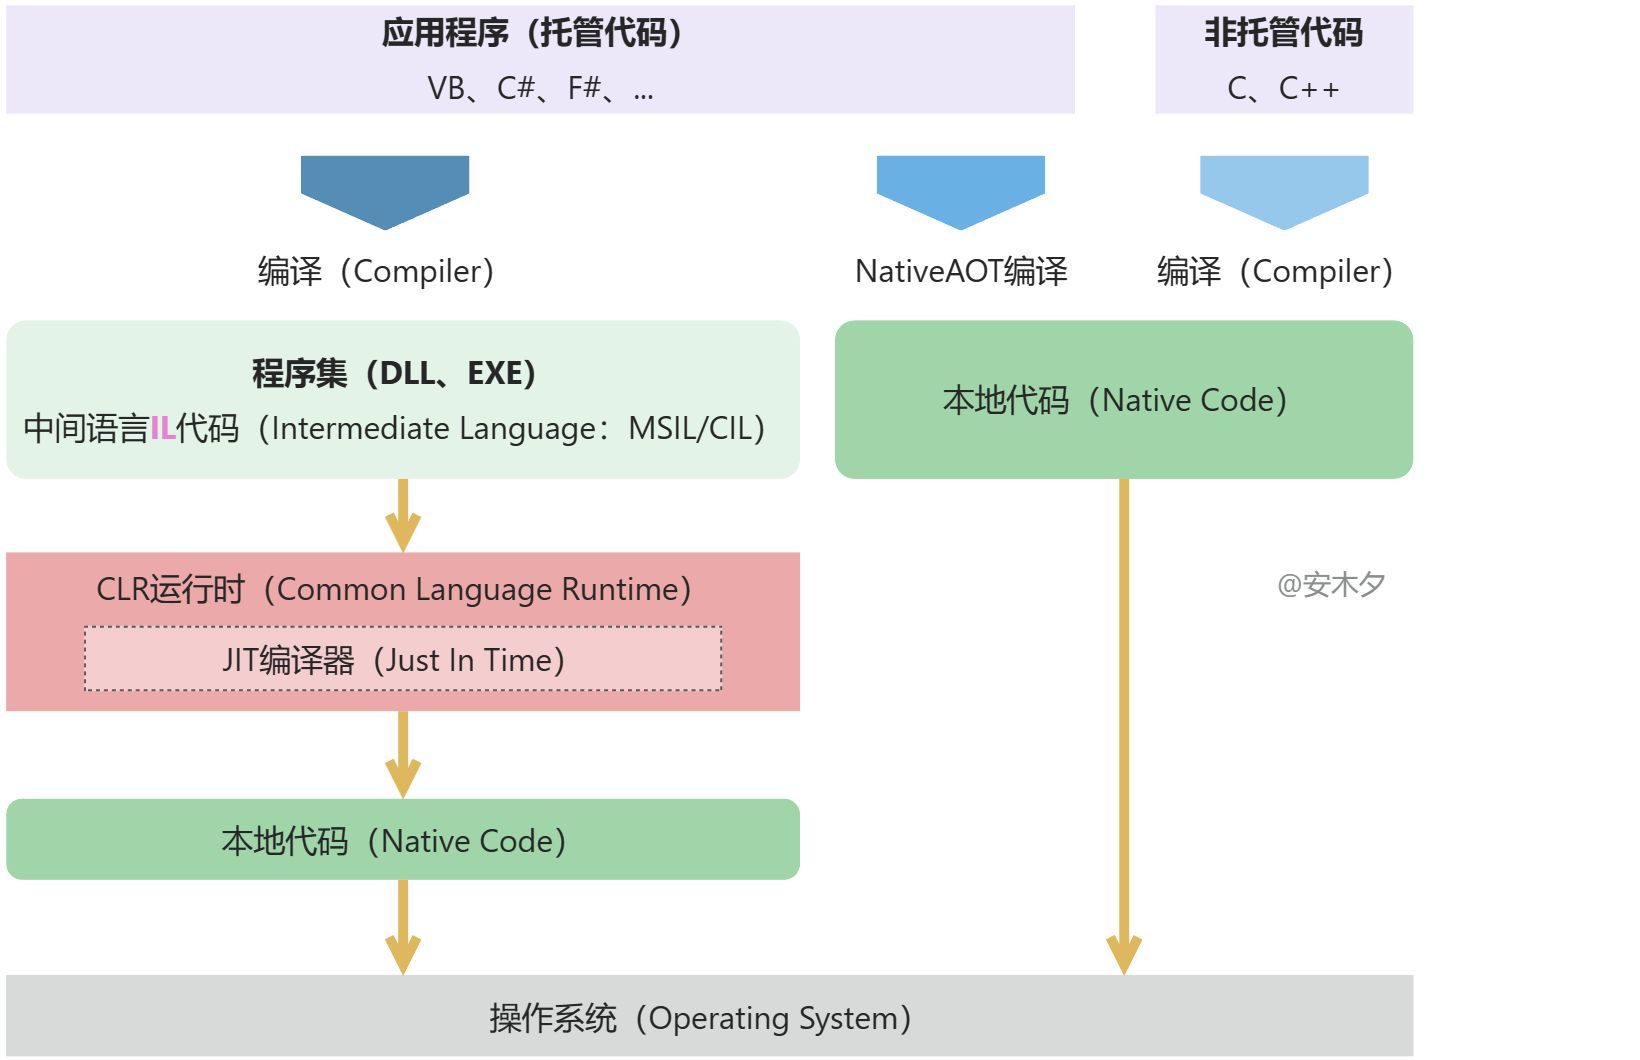 应用程序（托管代码）
VB、C#、F#、...
非托管代码
C、C++
编译（Compiler）
NativeAOT编译
编译（Compiler）
程序集（DLL、EXE）
中间语言IL代码（Intermediate Language：MSIL/CIL）
本地代码（Native Code）
CLR运行时（Common Language Runtime）
JIT编译器（Just In Time）
@安木夕
本地代码（Native Code）
操作系统（Operating System）